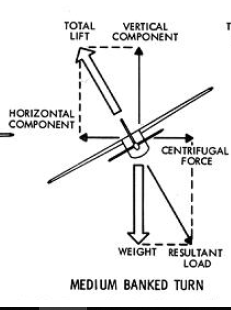 TOTAL
LIFT
VERTICAL
COMPONENT
HORIZONTAL
COMPONENT
CENTRIFUGAL
FORCE
WEIGHT
RESULTANT
LOAD
MEDIUM BANKED TURN